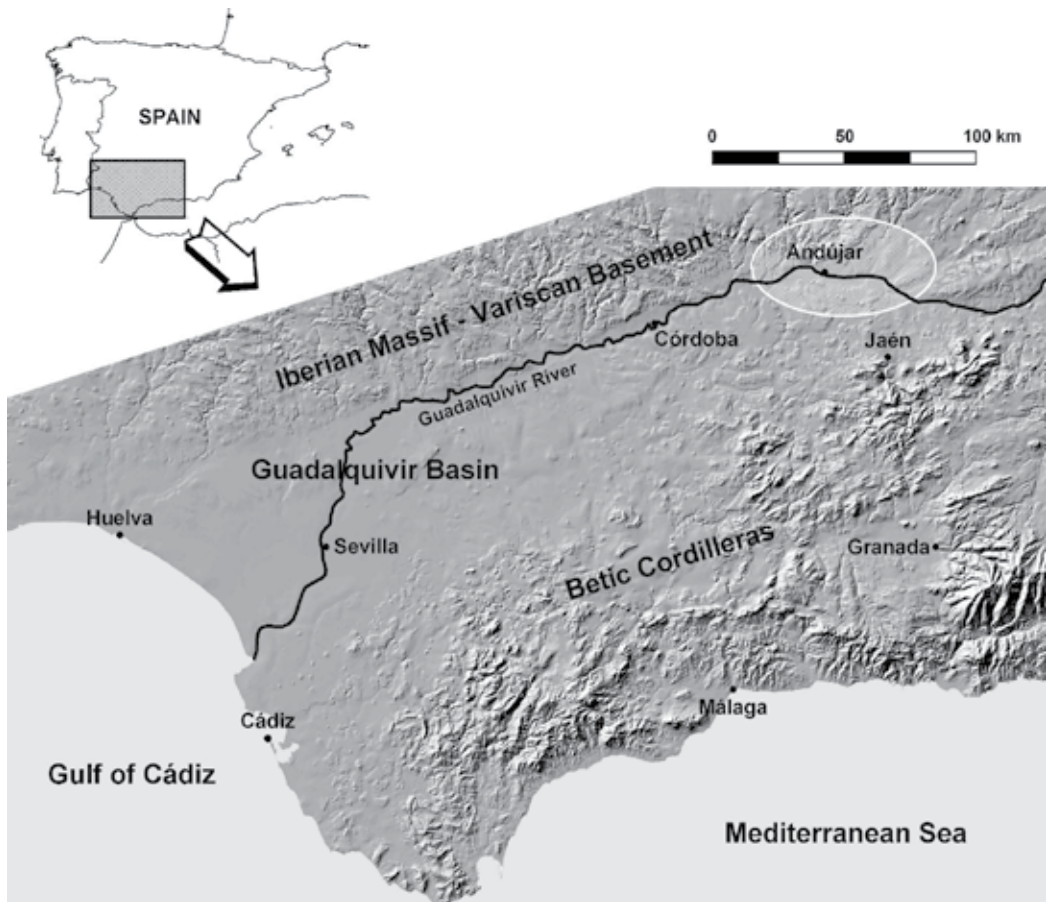 SPAIN
0 50 100 km
Iberian Massif - Variscan Basement
Andújar
Córdoba
Jaén
Guadalquivir River
Guadalquivir Basin
Huelva
Sevilla
Betic Cordilleras
Granada
Málaga
Cádiz
Gulf of Cádiz
Mediterranean Sea